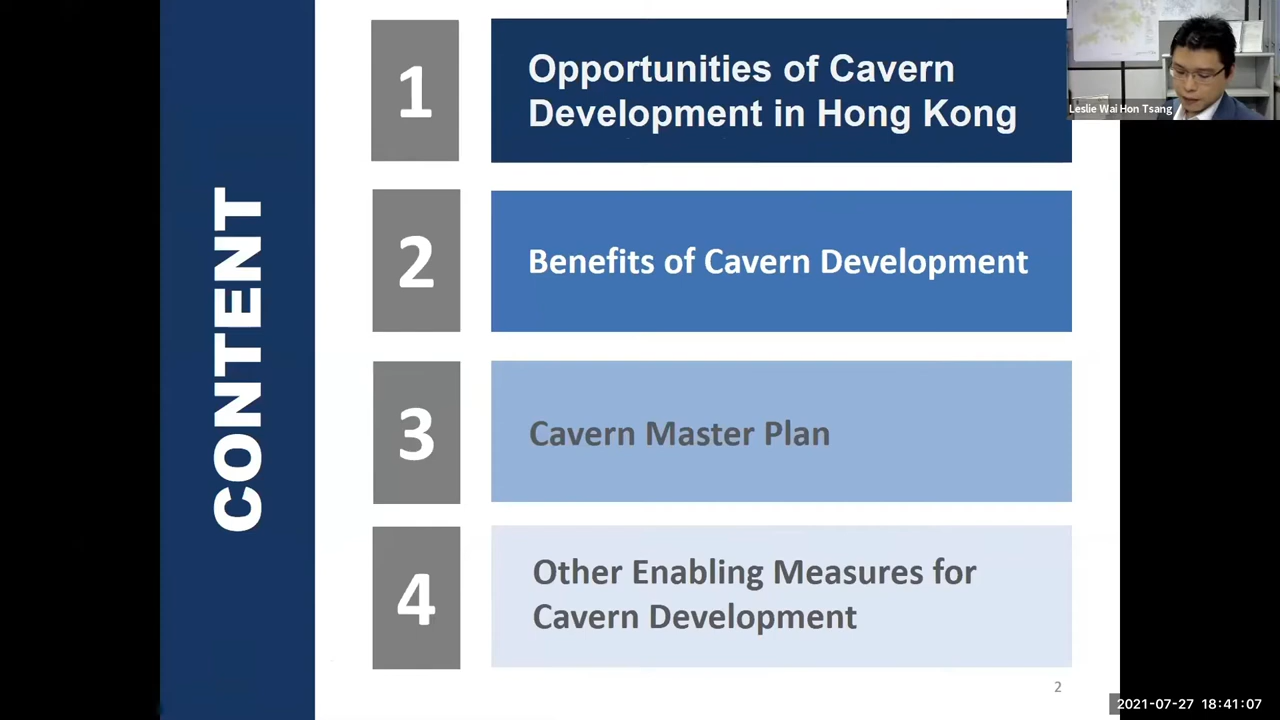 CONTENT
1
Opportunities of Cavern
Development in Hong Kong
2
Benefits of Cavern Development
3
Cavern Master Plan
4
Other Enabling Measures for
Cavern Development
2
Leslie Wai Hon Tsang
2021-07-27 18:41:07